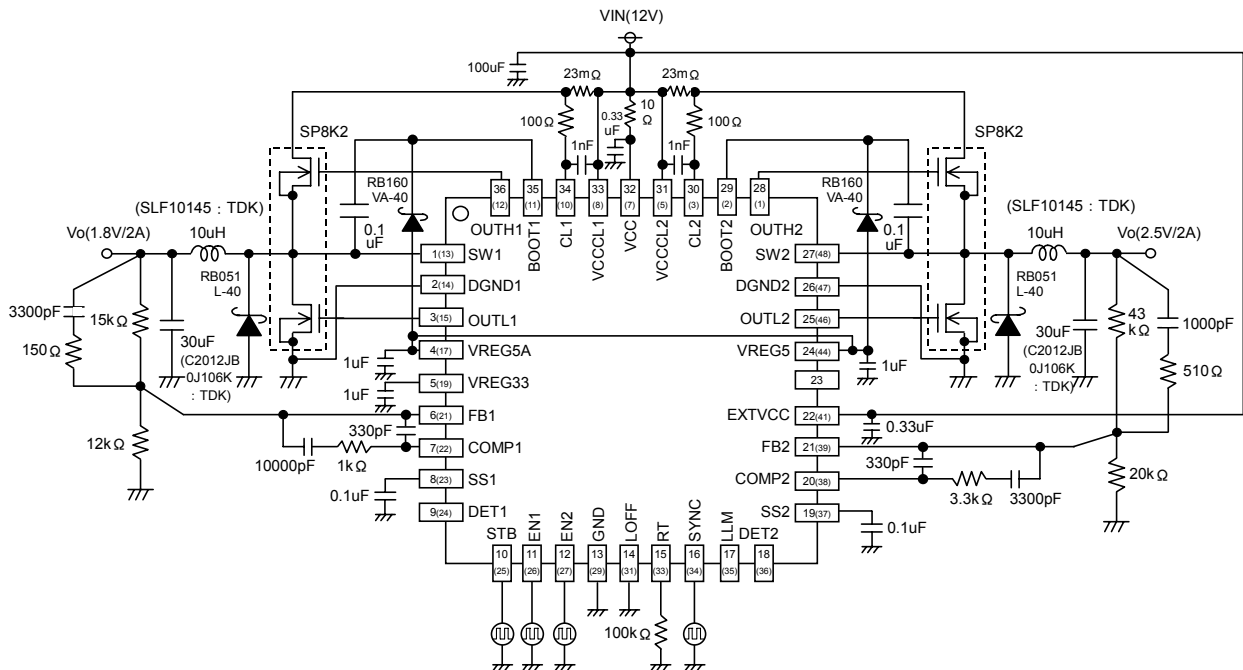 VIN(12V)
100uF
23mΩ
23mΩ
100Ω
0.33
uF
10
Ω
100Ω
1nF
1nF
SP8K2
SP8K2
RB160
VA-40
RB160
VA-40
36
(12)
35
(11)
34
(10)
33
(8)
32
(7)
31
(5)
30
(3)
29
(2)
28
(1)
OUTH1
BOOT1
CL1
VCCCL1
VCC
VCCCL2
CL2
BOOT2
OUTH2
(SLF10145 : TDK)
(SLF10145 : TDK)
Vo(1.8V/2A)
10uH
0.1
uF
0.1
uF
10uH
Vo(2.5V/2A)
1(13)
SW1
SW2
27(48)
RB051
L-40
RB051
L-40
2(14)
DGND1
DGND2
26(47)
3300pF
15kΩ
3(15)
OUTL1
OUTL2
25(46)
43
kΩ
1000pF
150Ω
30uF
(C2012JB
0J106K
: TDK)
1uF
4(17)
VREG5A
VREG5
24(44)
1uF
30uF
(C2012JB
0J106K
: TDK)
510Ω
1uF
5(19)
VREG33
23
6(21)
FB1
EXTVCC
22(41)
0.33uF
12kΩ
330pF
10000pF
1kΩ
7(22)
COMP1
FB2
21(39)
330pF
8(23)
SS1
COMP2
20(38)
3.3kΩ
3300pF
20kΩ
0.1uF
9(24)
DET1
SS2
19(37)
0.1uF
STB
EN1
EN2
GND
LOFF
RT
SYNC
LLM
DET2
10
(25)
11
(26)
12
(27)
13
(29)
14
(31)
15
(33)
16
(34)
17
(35)
18
(36)
100kΩ